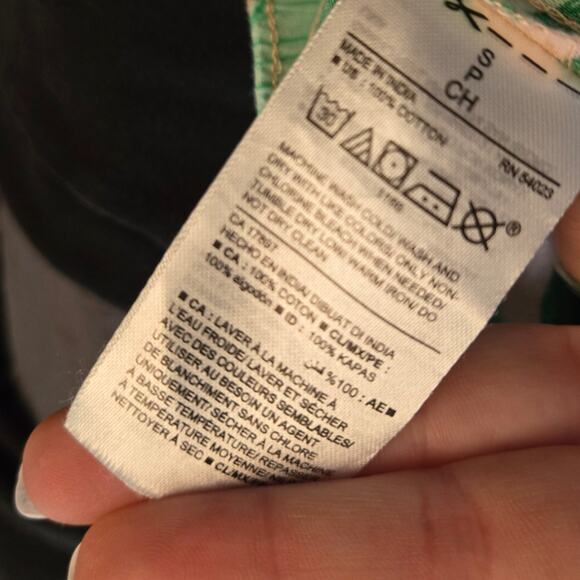 S
P
CH
MADE IN INDIA
■ US : 100% COTTON
RN 54023
30
®
MACHINE WASH COLD/ WASH AND
DRY WITH LIKE COLORS/ ONLY NON-
CHLORINE BLEACH WHEN NEEDED/
TUMBLE DRY LOW/ WARM IRON/ DO
NOT DRY CLEAN
CA 17897
HECHO EN INDIA/ DIBUAT DI INDIA
■ CA : 100% COTON ■ CL/MX/PE :
100% algodón ■ ID : 100% KAPAS
■ AE : 100% قطن
■ CA : LAVER À LA MACHINE À
L'EAU FROIDE/ LAVER ET SÉCHER
AVEC DES COULEURS SEMBLABLES/
UTILISER AU BESOIN UN AGENT
DE BLANCHIMENT SANS CHLORE
UNIQUEMENT/ SÉCHER À LA MACHINE
À BASSE TEMPÉRATURE/ REPASSER
À TEMPÉRATURE MOYENNE/
NETTOYER À SEC ■ CL/MX